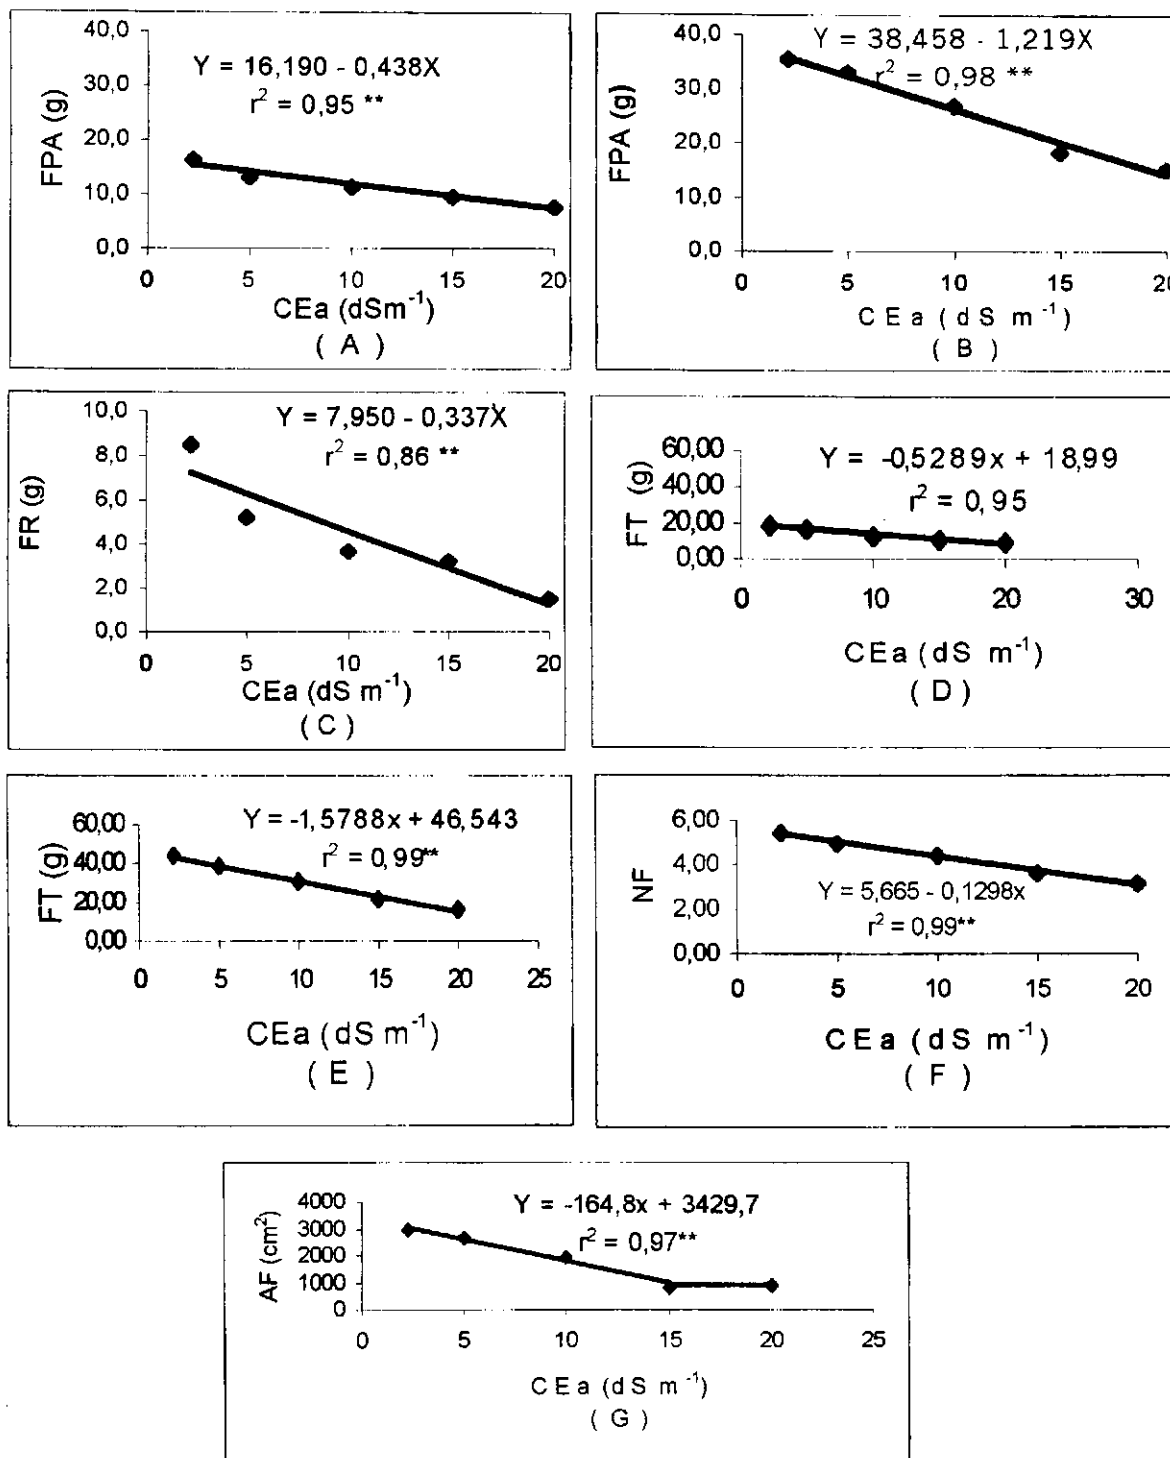 40,0
30,0
20,0
10,0
0,0
FPA (g)
Y = 16,190 - 0,438X
r² = 0,95 **
0 5 10 15 20
CEa (dSm⁻¹)
( A )
40,0
30,0
20,0
10,0
0,0
FPA (g)
Y = 38,458 - 1,219X
r² = 0,98 **
0 5 10 15 20
CEa (dS m⁻¹)
( B )
10,0
8,0
6,0
4,0
2,0
0,0
FR (g)
Y = 7,950 - 0,337X
r² = 0,86 **
0 5 10 15 20
CEa (dS m⁻¹)
( C )
60,00
40,00
20,00
0,00
FT (g)
Y = -0,5289x + 18,99
r² = 0,95
0 10 20 30
CEa (dS m⁻¹)
( D )
60,00
40,00
20,00
0,00
FT (g)
Y = -1,5788x + 46,543
r² = 0,99**
0 5 10 15 20 25
CEa (dS m⁻¹)
( E )
6,00
4,00
2,00
0,00
NF
Y = 5,665 - 0,1298x
r² = 0,99**
0 5 10 15 20
CEa (dS m⁻¹)
( F )
4000
3000
2000
1000
0
AF (cm²)
Y = -164,8x + 3429,7
r² = 0,97**
0 5 10 15 20 25
CEa (dS m⁻¹)
( G )